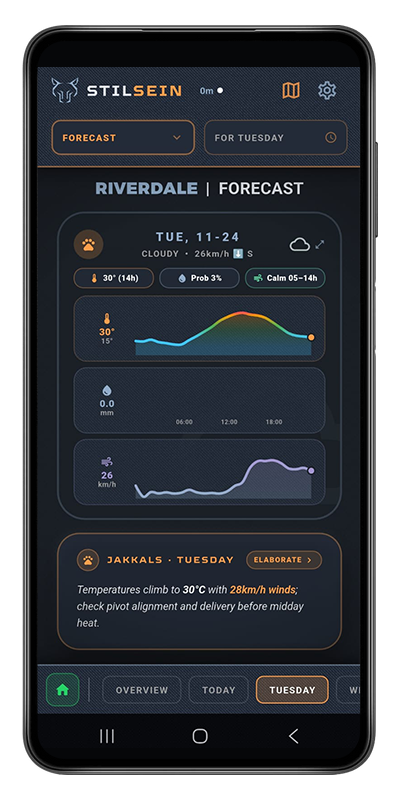 STILSEIN 0m
FORECAST FOR TUESDAY
RIVERDALE | FORECAST
TUE, 11-24
CLOUDY • 26km/h ⬇️ S
30° (14h) Prob 3% Calm 05–14h
30°
15°
0.0
mm
06:00 12:00 18:00
26
km/h
JAKKALS · TUESDAY ELABORATE >
Temperatures climb to 30°C with 28km/h winds;
check pivot alignment and delivery before midday
heat.
OVERVIEW TODAY TUESDAY